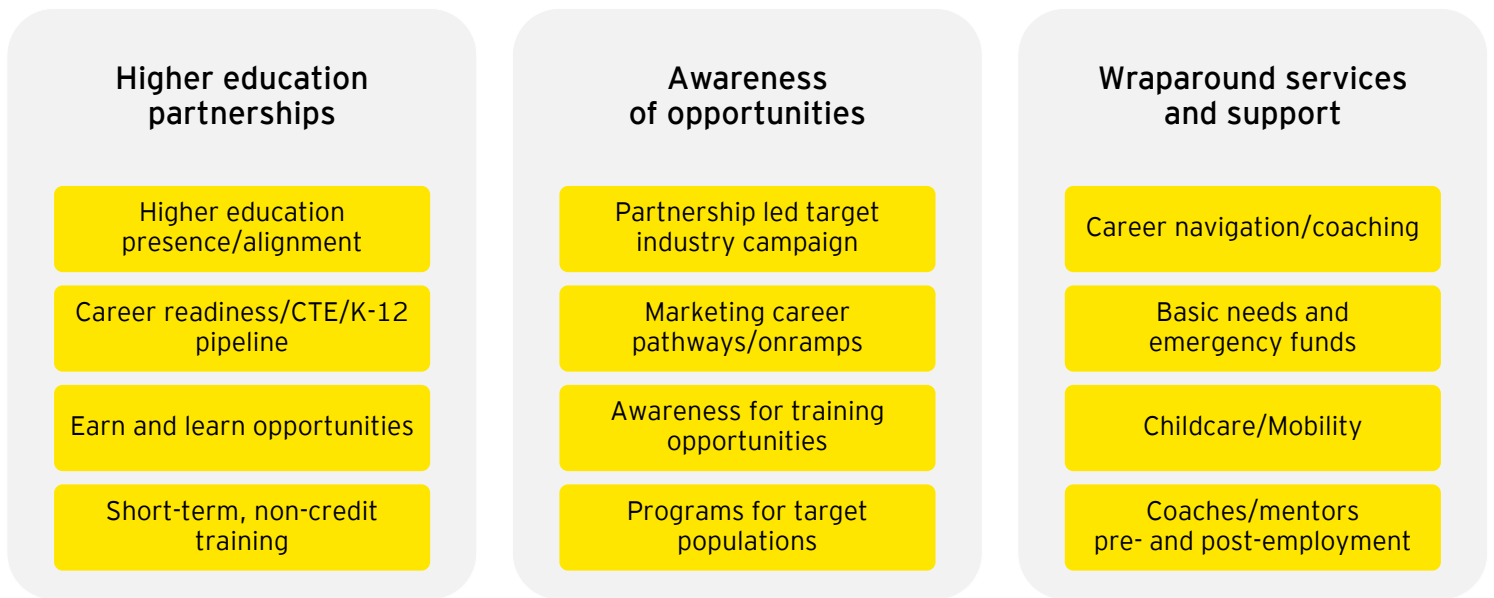 Higher education
partnerships
Higher education
presence/alignment
Career readiness/CTE/K-12
pipeline
Earn and learn opportunities
Short-term, non-credit
training
Awareness
of opportunities
Partnership led target
industry campaign
Marketing career
pathways/onramps
Awareness for training
opportunities
Programs for target
populations
Wraparound services
and support
Career navigation/coaching
Basic needs and
emergency funds
Childcare/Mobility
Coaches/mentors
pre- and post-employment